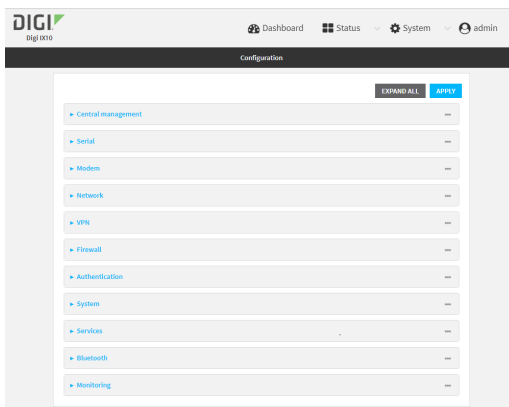 DIGI
Digi IX10
Dashboard Status System admin
Configuration
EXPAND ALL APPLY
Central management
Serial
Modem
Network
VPN
Firewall
Authentication
System
Services
Bluetooth
Monitoring